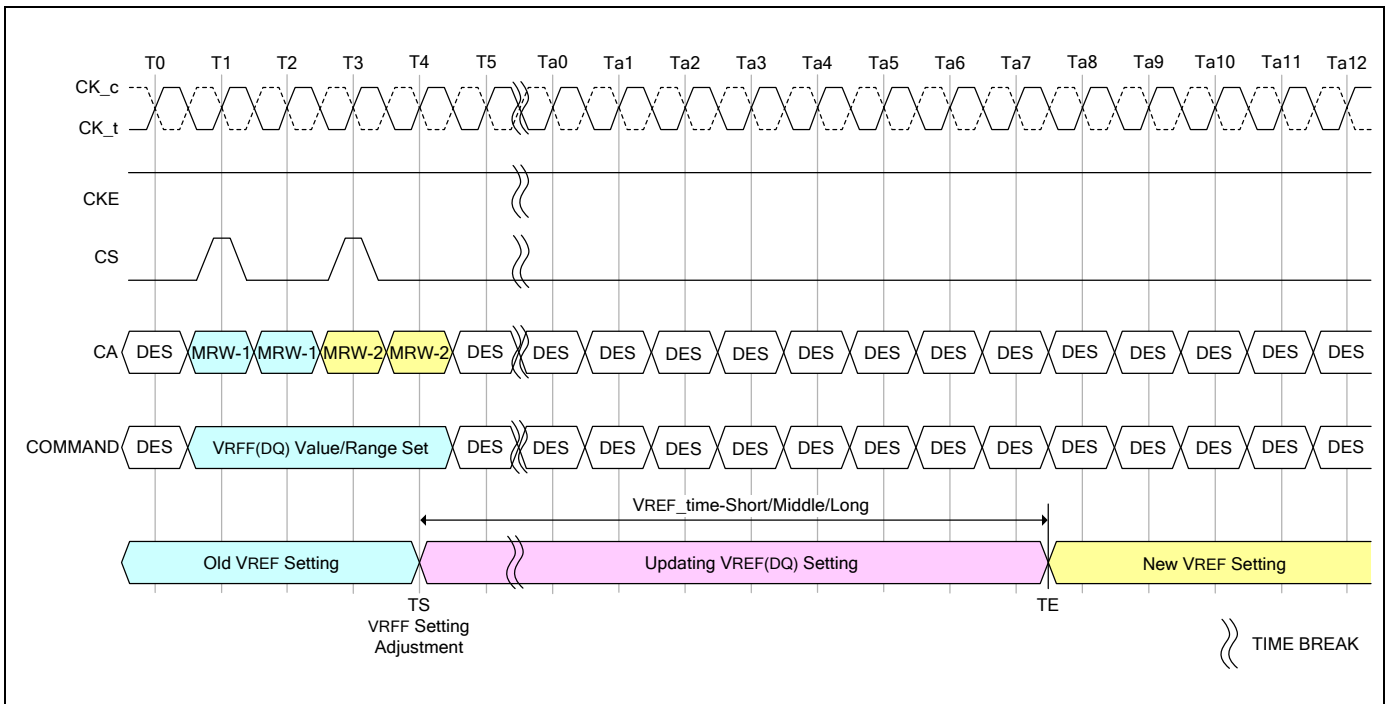 T0 T1 T2 T3 T4 T5 Ta0 Ta1 Ta2 Ta3 Ta4 Ta5 Ta6 Ta7 Ta8 Ta9 Ta10 Ta11 Ta12
CK_c
CK_t
CKE
CS
CA DES MRW-1 MRW-1 MRW-2 MRW-2 DES DES DES DES DES DES DES DES DES DES DES DES DES DES
COMMAND DES VRFF(DQ) Value/Range Set DES DES DES DES DES DES DES DES DES DES DES DES DES DES
VREF_time-Short/Middle/Long
Old VREF Setting Updating VREF(DQ) Setting New VREF Setting
TS TE
VRFF Setting
Adjustment
TIME BREAK